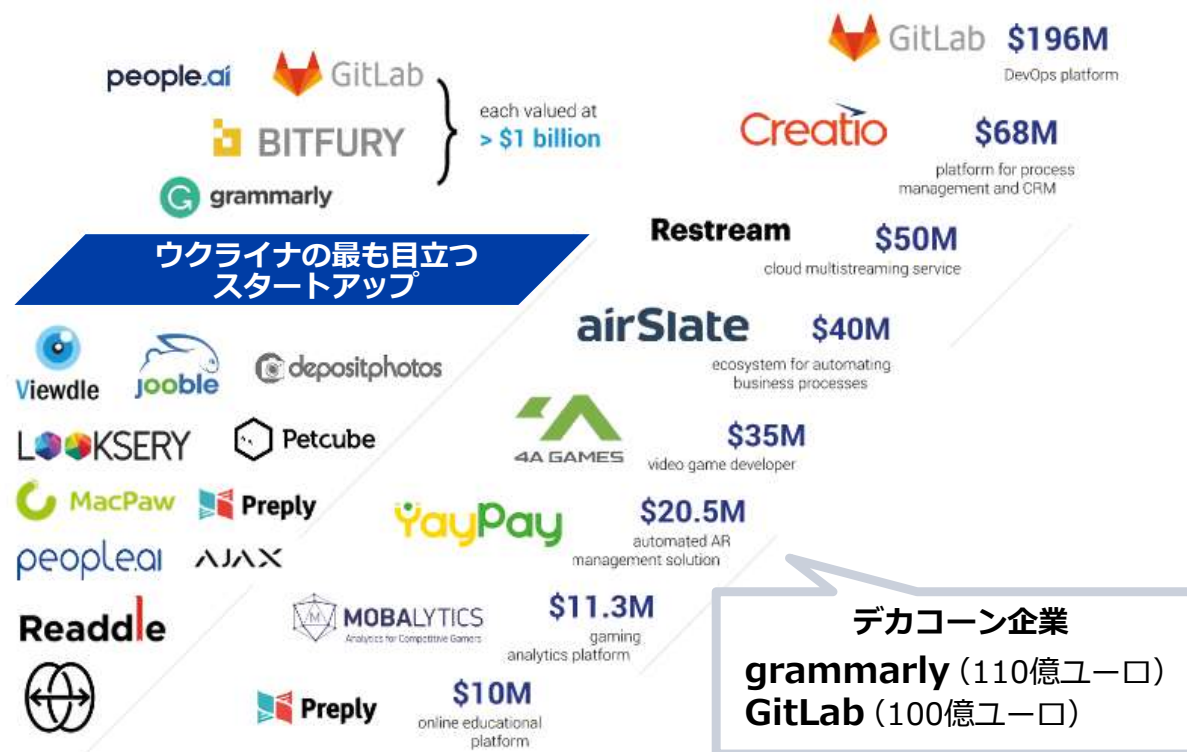 people.ai
GitLab
BITFURY
grammarly
each valued at
> $1 billion
ウクライナの最も目立つ
スタートアップ
Viewdle
jooble
depositphotos
LOOKSERY
Petcube
MacPaw
Preply
people.ai
AJAX
Readdle
GitLab
$196M
DevOps platform
Creatio
$68M
platform for process
management and CRM
Restream
$50M
cloud multistreaming service
airSlate
$40M
ecosystem for automating
business processes
4A GAMES
$35M
video game developer
YayPay
$20.5M
automated AR
management solution
M
MOBALYTICS
Analytics for Competitive Gamers
$11.3M
gaming
analytics platform
Preply
$10M
online educational
platform
デカコーン企業
grammarly（110億ユーロ）
GitLab（100億ユーロ）